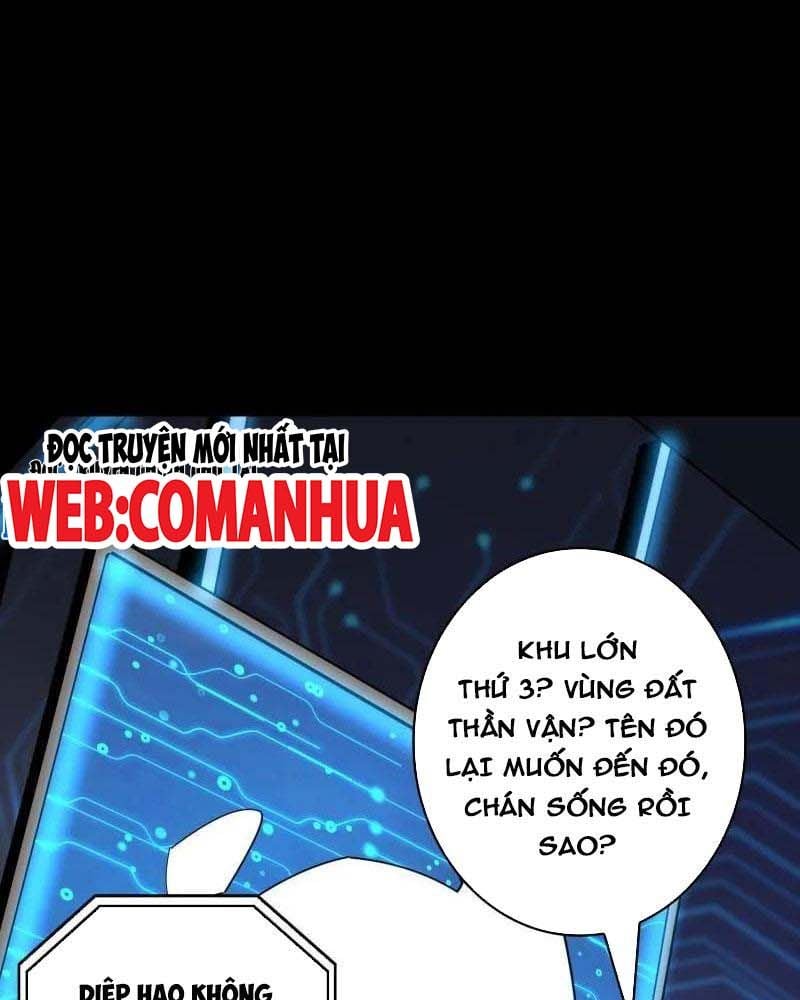 ĐỌC TRUYỆN MỚI NHẤT TẠI
WEB:COMANHUA
KHU LỚN
THỨ 3? VÙNG ĐẤT
THẦN VẬN? TÊN ĐÓ
LẠI MUỐN ĐẾN ĐÓ,
CHÁN SỐNG RỒI
SAO?
DIỆP HAO KHÔNG